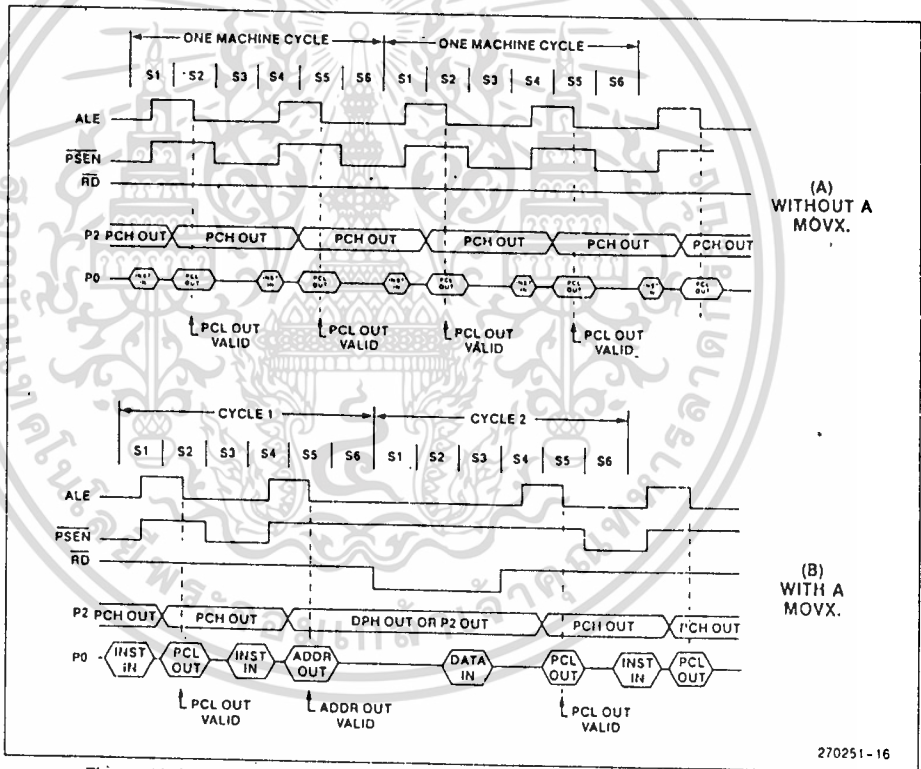 ONE MACHINE CYCLE ONE MACHINE CYCLE
S1 S2 S3 S4 S5 S6 S1 S2 S3 S4 S5 S6
ALE
PSEN
RD
(A)
WITHOUT A
MOVX.
P2 PCH OUT PCH OUT PCH OUT PCH OUT PCH OUT PCH OUT
P0 INST IN PCL OUT INST IN PCL OUT INST IN PCL OUT INST IN PCL OUT INST IN PCL OUT
PCL OUT VALID PCL OUT VALID PCL OUT VALID PCL OUT VALID
CYCLE 1 CYCLE 2
S1 S2 S3 S4 S5 S6 S1 S2 S3 S4 S5 S6
ALE
PSEN
RD
(B)
WITH A
MOVX.
P2 PCH OUT PCH OUT DPH OUT OR P2 OUT PCH OUT PCH OUT
P0 INST IN PCL OUT INST IN ADDR OUT DATA IN PCL OUT INST IN PCL OUT
PCL OUT VALID ADDR OUT VALID PCL OUT VALID
270251-16